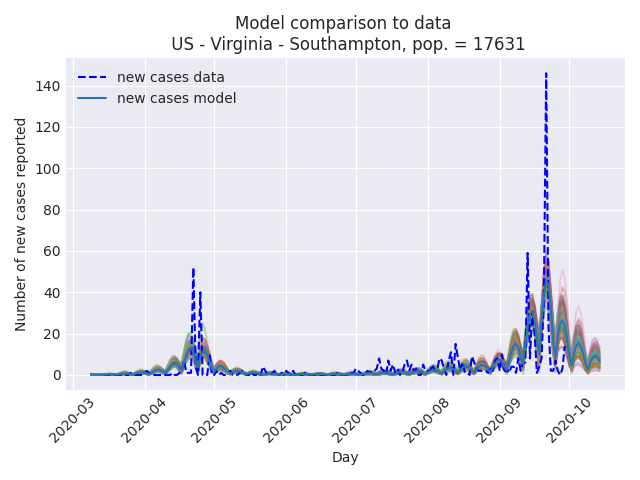 Model comparison to data
US - Virginia - Southampton, pop. = 17631
new cases data
new cases model
Number of new cases reported
140
120
100
80
60
40
20
0
2020-03
2020-04
2020-05
2020-06
2020-07
2020-08
2020-09
2020-10
Day